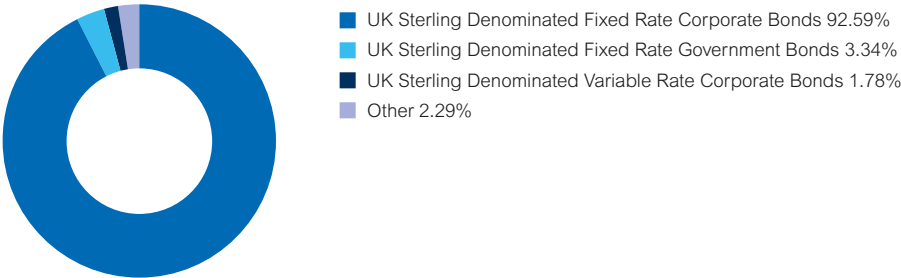 UK Sterling Denominated Fixed Rate Corporate Bonds 92.59%
UK Sterling Denominated Fixed Rate Government Bonds 3.34%
UK Sterling Denominated Variable Rate Corporate Bonds 1.78%
Other 2.29%